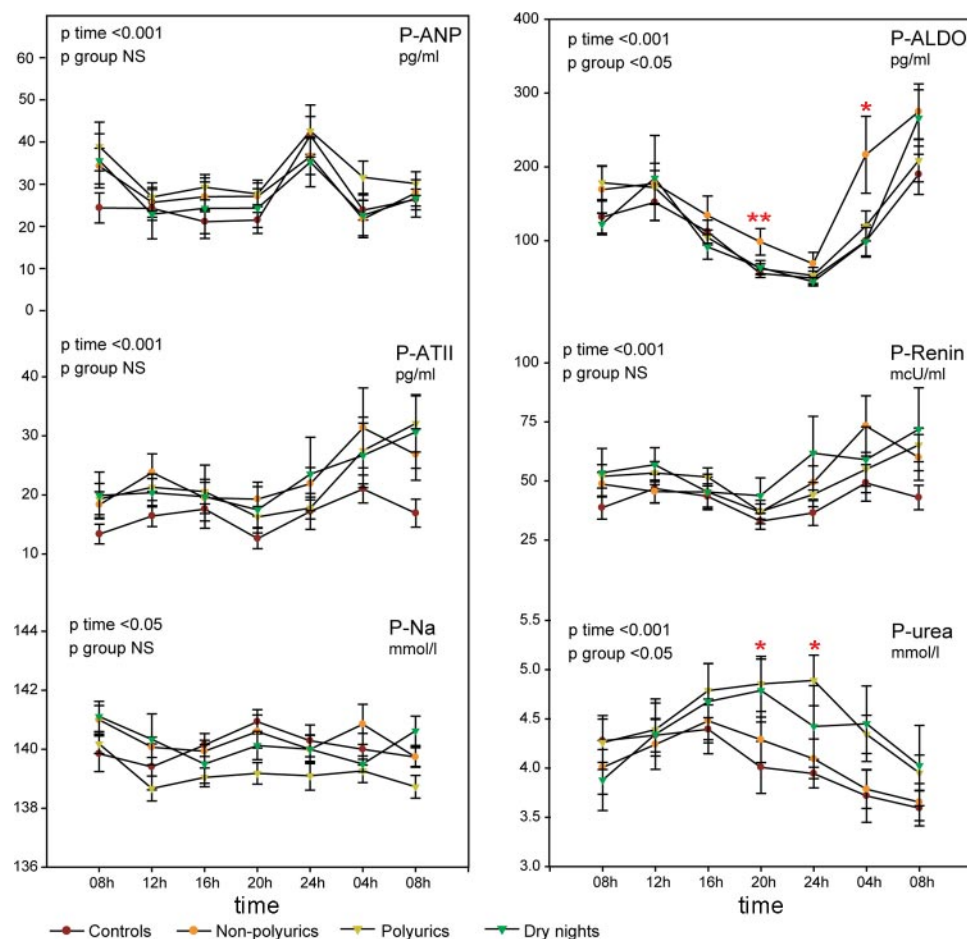 p time <0.001
p group NS
P-ANP
pg/ml
60
50
40
30
20
10
0
p time <0.001
p group <0.05
P-ALDO
pg/ml
400
300
200
100
**
*
p time <0.001
p group NS
P-ATII
pg/ml
40
30
20
10
p time <0.001
p group NS
P-Renin
mcU/ml
100
75
50
25
p time <0.05
p group NS
P-Na
mmol/l
144
142
140
138
136
08h 12h 16h 20h 24h 04h 08h
time
p time <0.001
p group <0.05
P-urea
mmol/l
5.5
5.0
4.5
4.0
3.5
3.0
* *
08h 12h 16h 20h 24h 04h 08h
time
Controls Non-polyurics Polyurics Dry nights